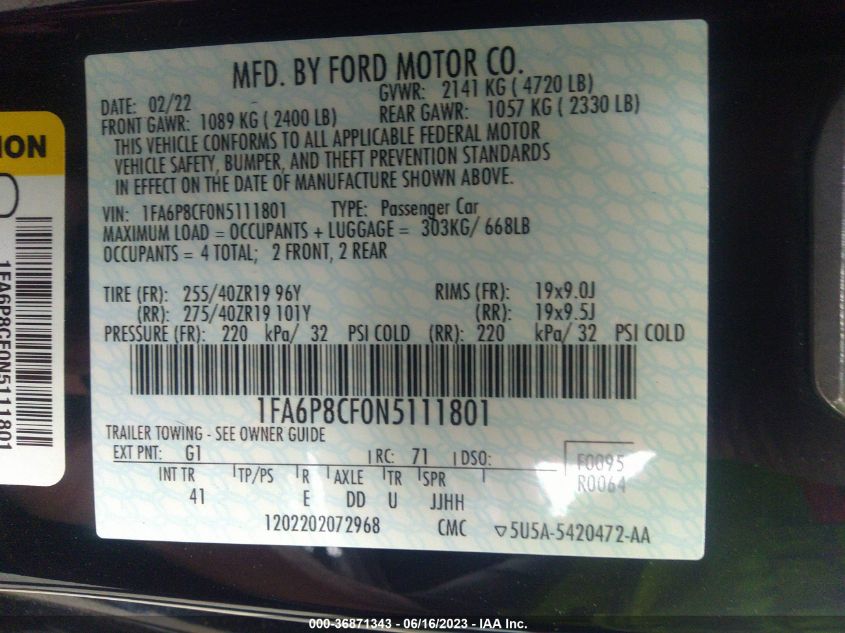 MFD. BY FORD MOTOR CO.
DATE: 02/22 GVWR: 2141 KG ( 4720 LB)
FRONT GAWR: 1089 KG ( 2400 LB) REAR GAWR: 1057 KG ( 2330 LB)
THIS VEHICLE CONFORMS TO ALL APPLICABLE FEDERAL MOTOR
VEHICLE SAFETY, BUMPER, AND THEFT PREVENTION STANDARDS
IN EFFECT ON THE DATE OF MANUFACTURE SHOWN ABOVE.
VIN: 1FA6P8CF0N5111801 TYPE: Passenger Car
MAXIMUM LOAD = OCCUPANTS + LUGGAGE = 303KG/ 668LB
OCCUPANTS = 4 TOTAL; 2 FRONT, 2 REAR
TIRE (FR): 255/40ZR19 96Y RIMS (FR): 19x9.0J
(RR): 275/40ZR19 101Y (RR): 19x9.5J
PRESSURE (FR): 220 kPa/ 32 PSI COLD (RR): 220 kPa/ 32 PSI COLD
1FA6P8CF0N5111801
TRAILER TOWING - SEE OWNER GUIDE
EXT PNT: G1 RC: 71 DSO: F0095
R0064
INT TR TP/PS R AXLE TR SPR
41 E DD U JJHH
1202202072968 CMC ▽5U5A-5420472-AA
ION
1FA6P8CF0N5111801
000-36871343 - 06/16/2023 - IAA Inc.